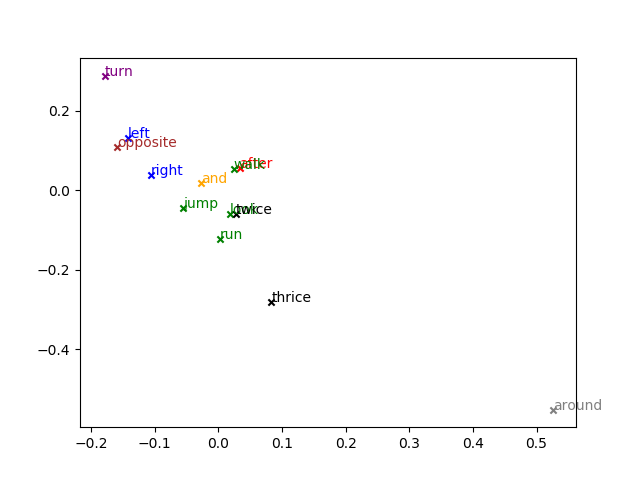 turn
left
opposite
right
walk
after
and
jump
look
twice
run
thrice
around
0.2
0.0
−0.2
−0.4
−0.2 −0.1 0.0 0.1 0.2 0.3 0.4 0.5